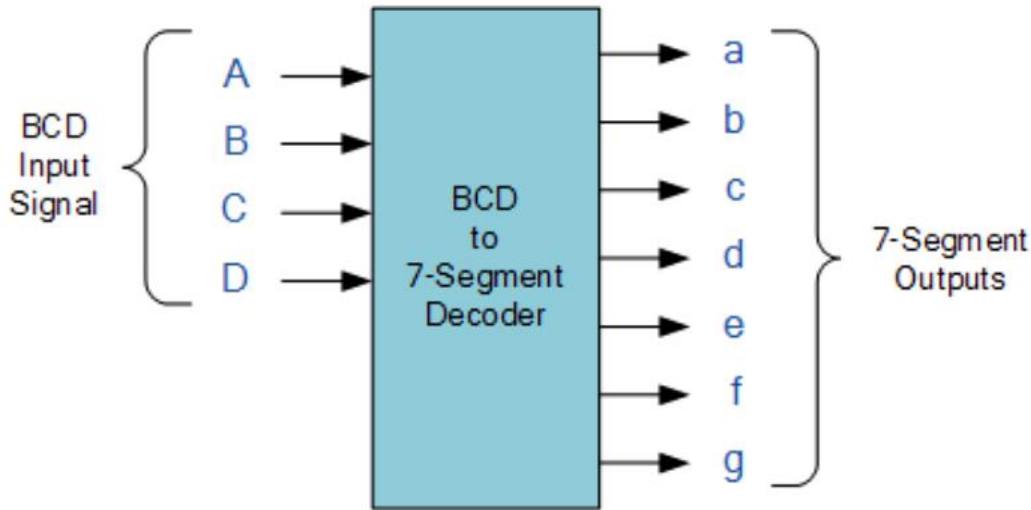 BCD
Input
Signal
A
B
C
D
BCD
to
7-Segment
Decoder
a
b
c
d
e
f
g
7-Segment
Outputs